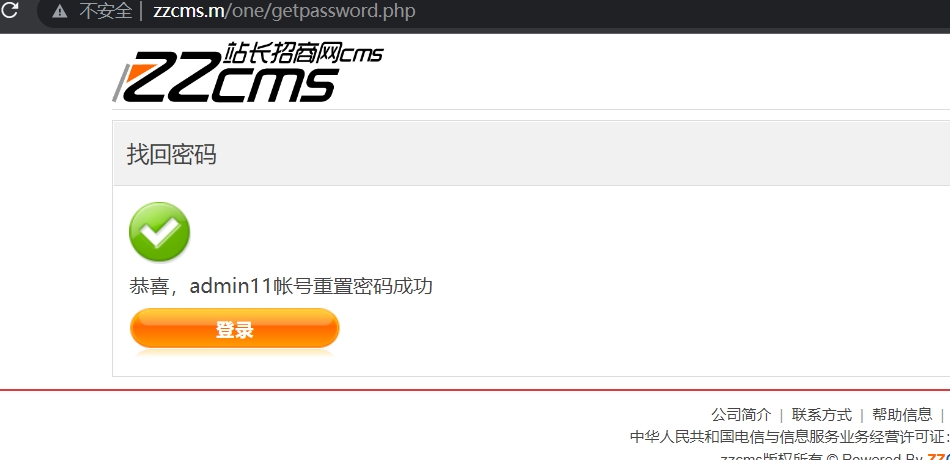 不安全 | zzcms.m/one/getpassword.php
站长招商网cms
zzcms
找回密码
恭喜，admin11帐号重置密码成功
登录
公司简介 | 联系方式 | 帮助信息 |
中华人民共和国电信与信息服务业务经营许可证:
zzcms版权所有 © Powered By ZZ